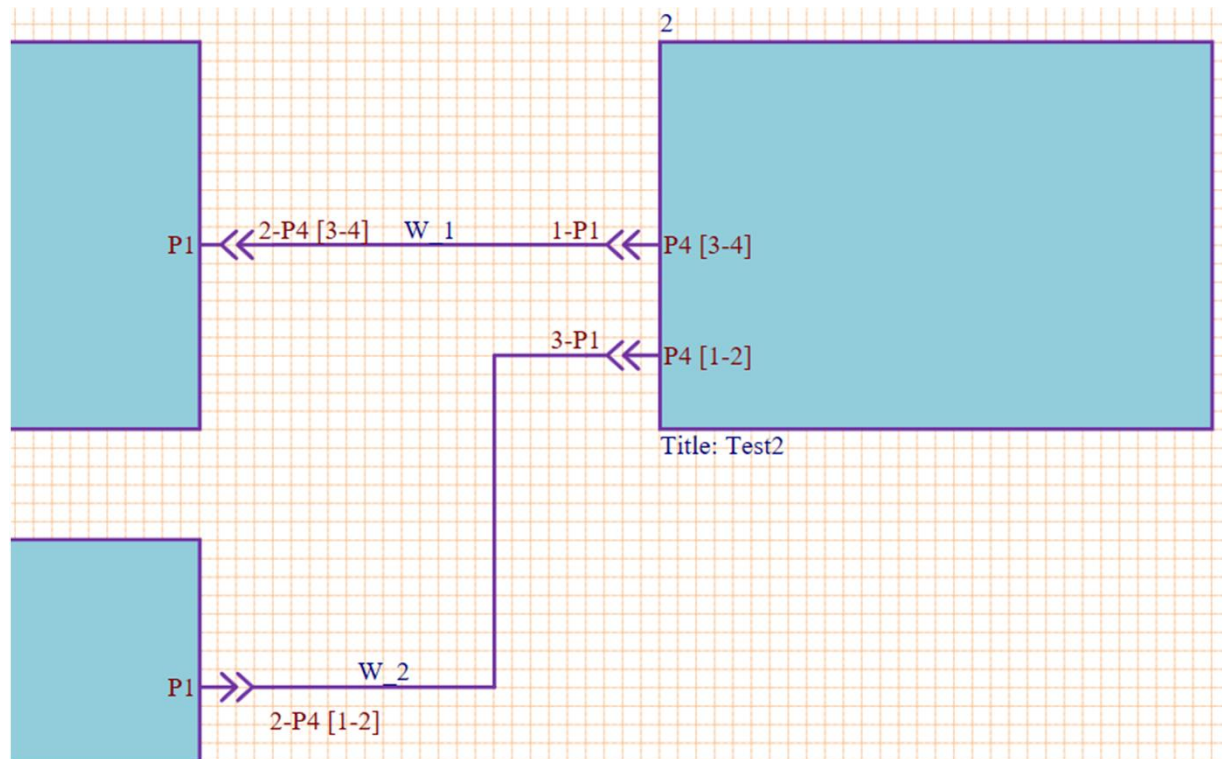 2
2-P4 [3-4]
W_1
1-P1
P1
P4 [3-4]
3-P1
P4 [1-2]
Title: Test2
W_2
P1
2-P4 [1-2]